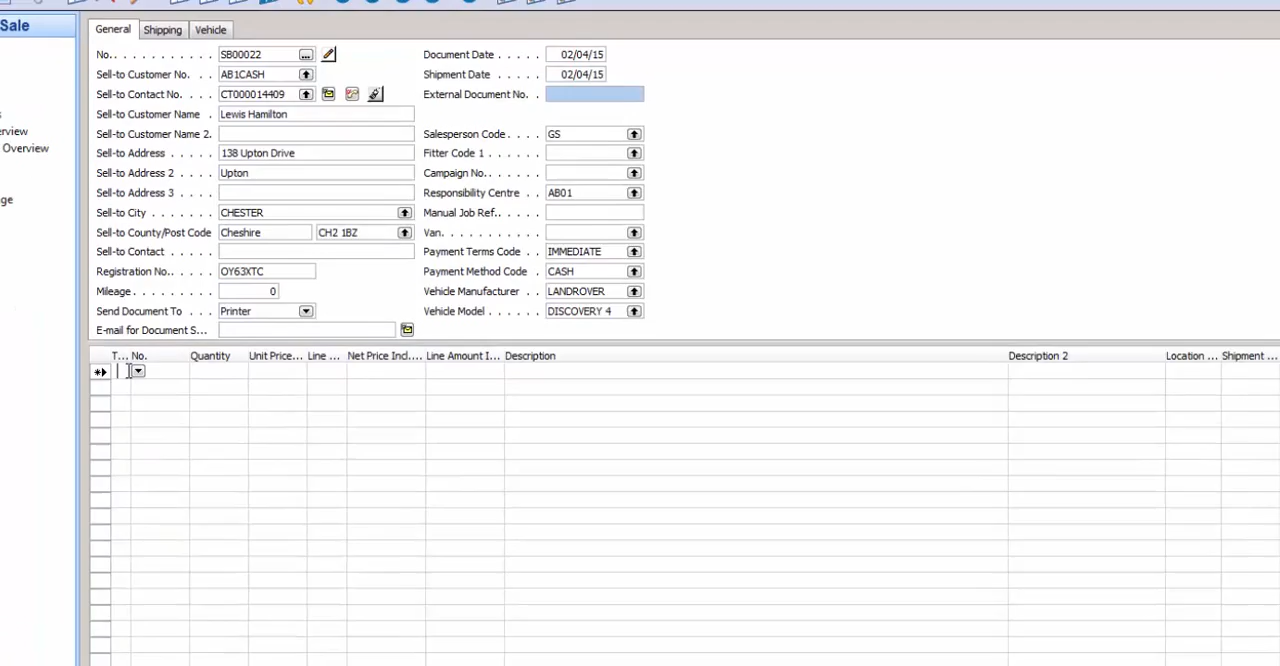 Sale
General Shipping Vehicle
No.. . . . . . . . . . . . SB00022 ... Document Date . . . . . 02/04/15
Sell-to Customer No. . . AB1CASH Shipment Date . . . . . 02/04/15
Sell-to Contact No. . . . CT000014409 External Document No. .
Sell-to Customer Name . Lewis Hamilton
rview
Sell-to Customer Name 2. Salesperson Code . . . . GS
Overview
Sell-to Address . . . . . 138 Upton Drive Fitter Code 1 . . . . . . .
Sell-to Address 2 . . . . Upton Campaign No.. . . . . . .
ge
Sell-to Address 3 . . . . Responsibility Centre . . AB01
Sell-to City . . . . . . . CHESTER Manual Job Ref.. . . . .
Sell-to County/Post Code Cheshire CH2 1BZ Van. . . . . . . . . . .
Sell-to Contact . . . . . Payment Terms Code . . IMMEDIATE
Registration No.. . . . . OY63XTC Payment Method Code . CASH
Mileage . . . . . . . . . 0 Vehicle Manufacturer . . LANDROVER
Send Document To . . . Printer Vehicle Model . . . . . . DISCOVERY 4
E-mail for Document S...
T... No. Quantity Unit Price... Line ... Net Price Incl.... Line Amount I... Description Description 2 Location ... Shipment ...